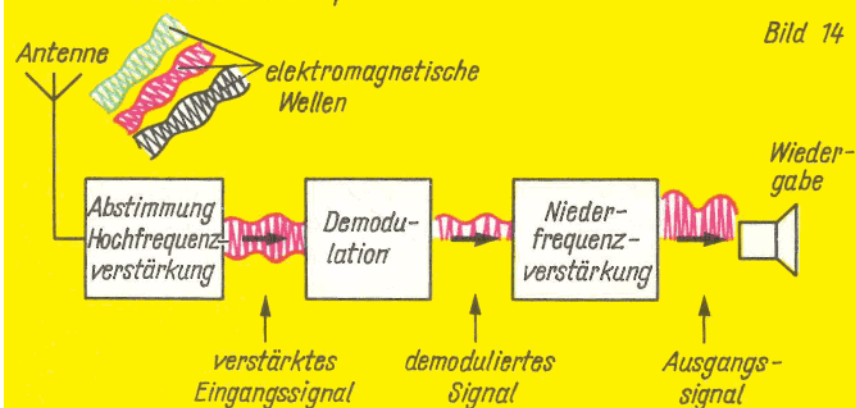 Bild 14
Antenne
elektromagnetische
Wellen
Wieder-
gabe
Abstimmung
Hochfrequenz-
verstärkung
Demodu-
lation
Nieder-
frequenz-
verstärkung
verstärktes
Eingangssignal
demoduliertes
Signal
Ausgangs-
signal